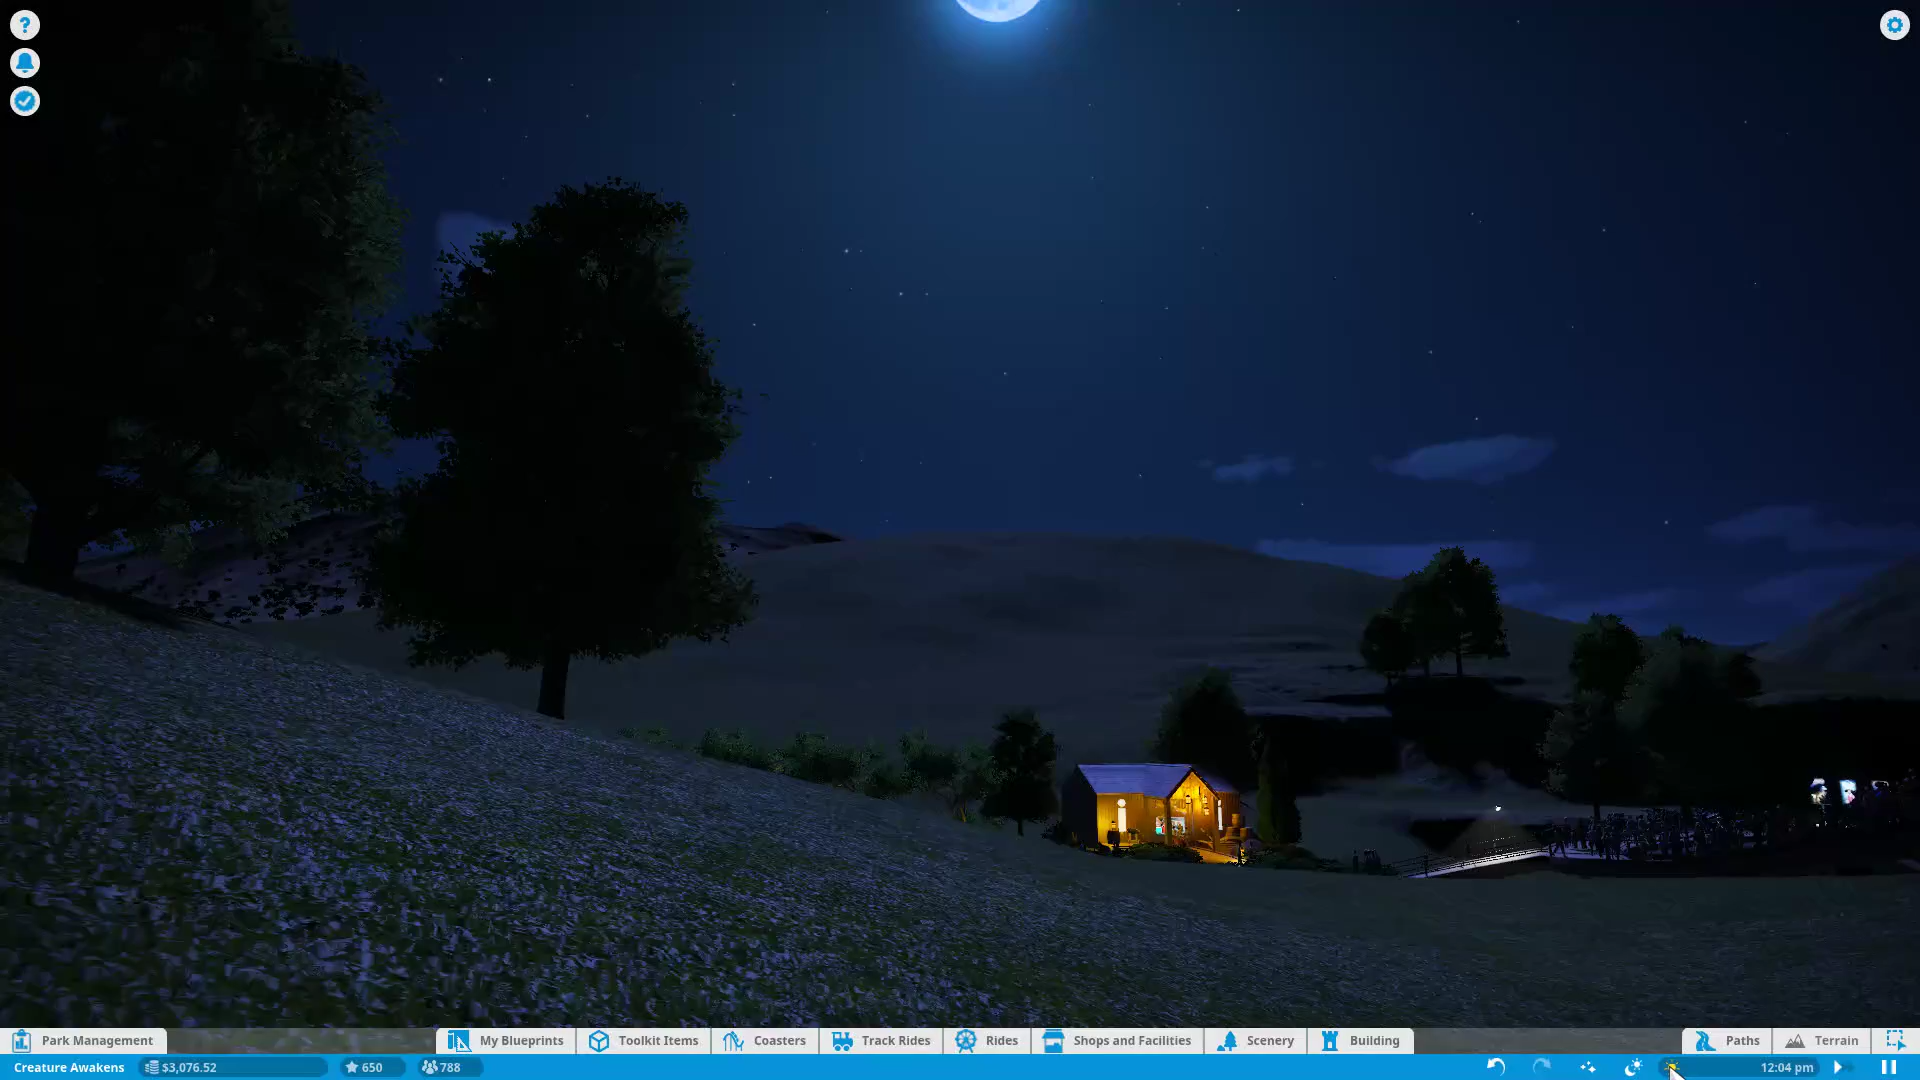 ?
Park Management
My Blueprints
Toolkit Items
Coasters
Track Rides
Rides
Shops and Facilities
Scenery
Building
Paths
Terrain
Creature Awakens
$3,076.52
650
788
12:04 pm